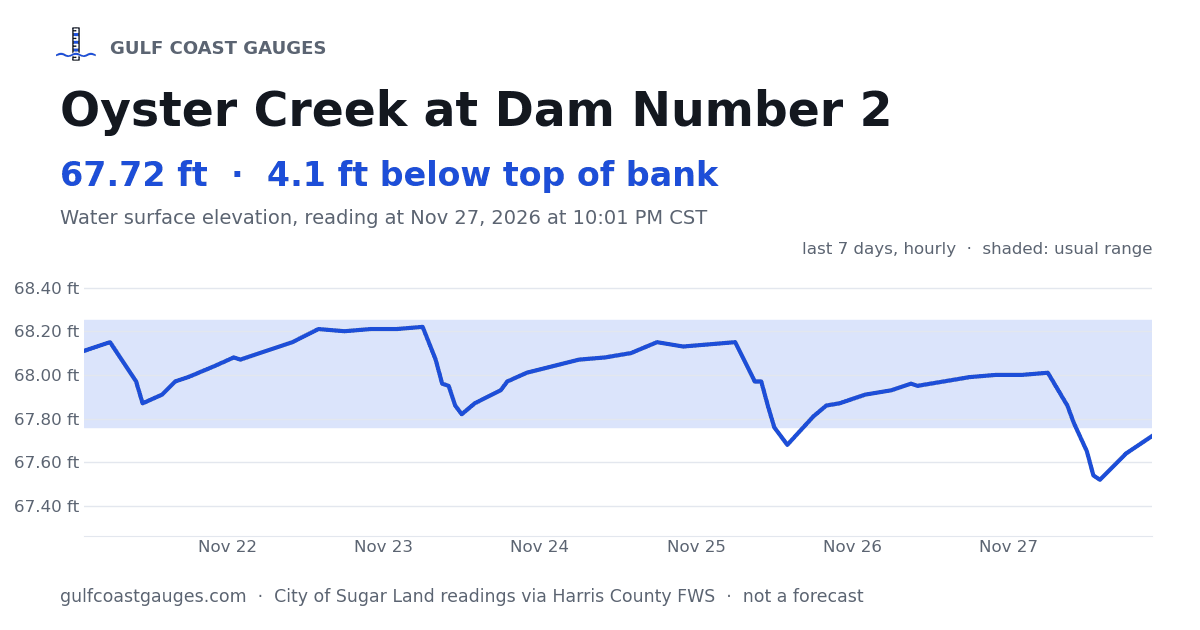 GULF COAST GAUGES
Oyster Creek at Dam Number 2
67.72 ft · 4.1 ft below top of bank
Water surface elevation, reading at Nov 27, 2026 at 10:01 PM CST
last 7 days, hourly · shaded: usual range
68.40 ft
68.20 ft
68.00 ft
67.80 ft
67.60 ft
67.40 ft
Nov 22 Nov 23 Nov 24 Nov 25 Nov 26 Nov 27
gulfcoastgauges.com · City of Sugar Land readings via Harris County FWS · not a forecast